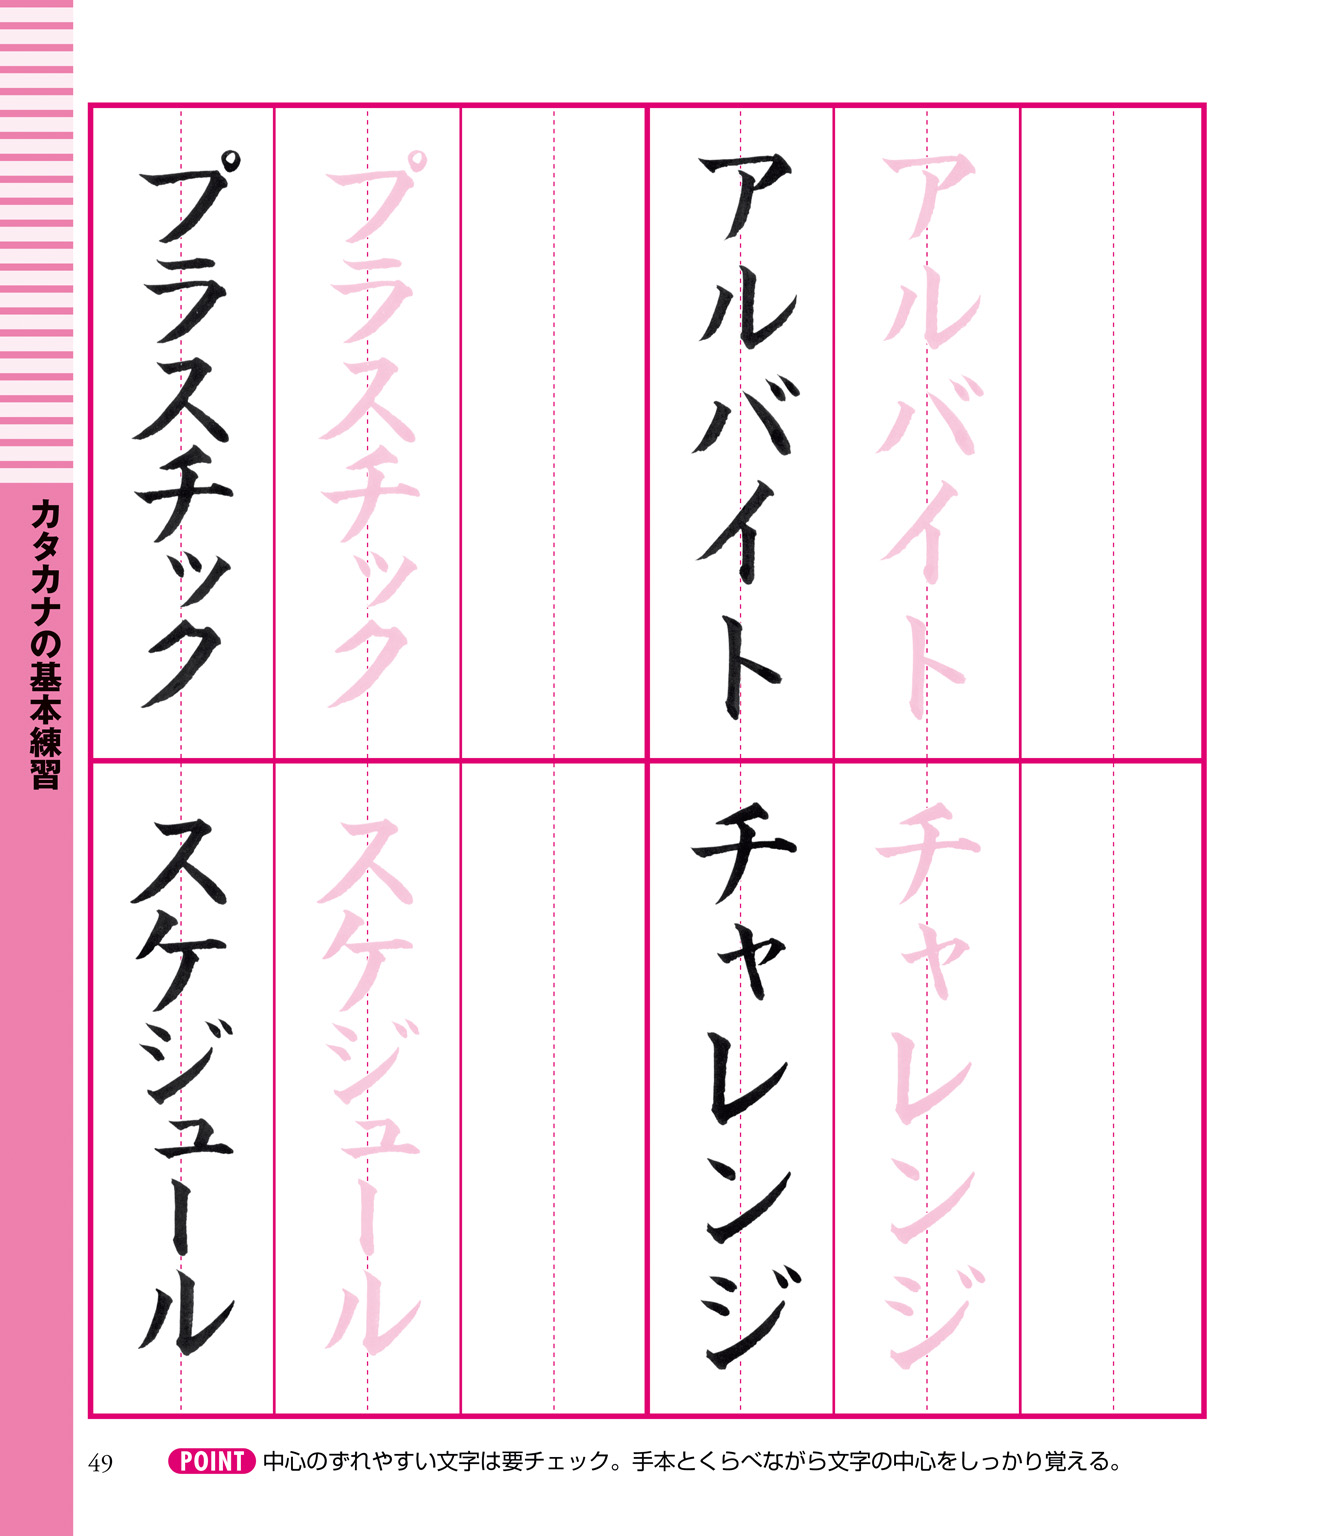 カタカナの基本練習
アルバイト
アルバイト
プラスチック
プラスチック
チャレンジ
チャレンジ
スケジュール
スケジュール
49
POINT 中心のずれやすい文字は要チェック。手本とくらべながら文字の中心をしっかり覚える。